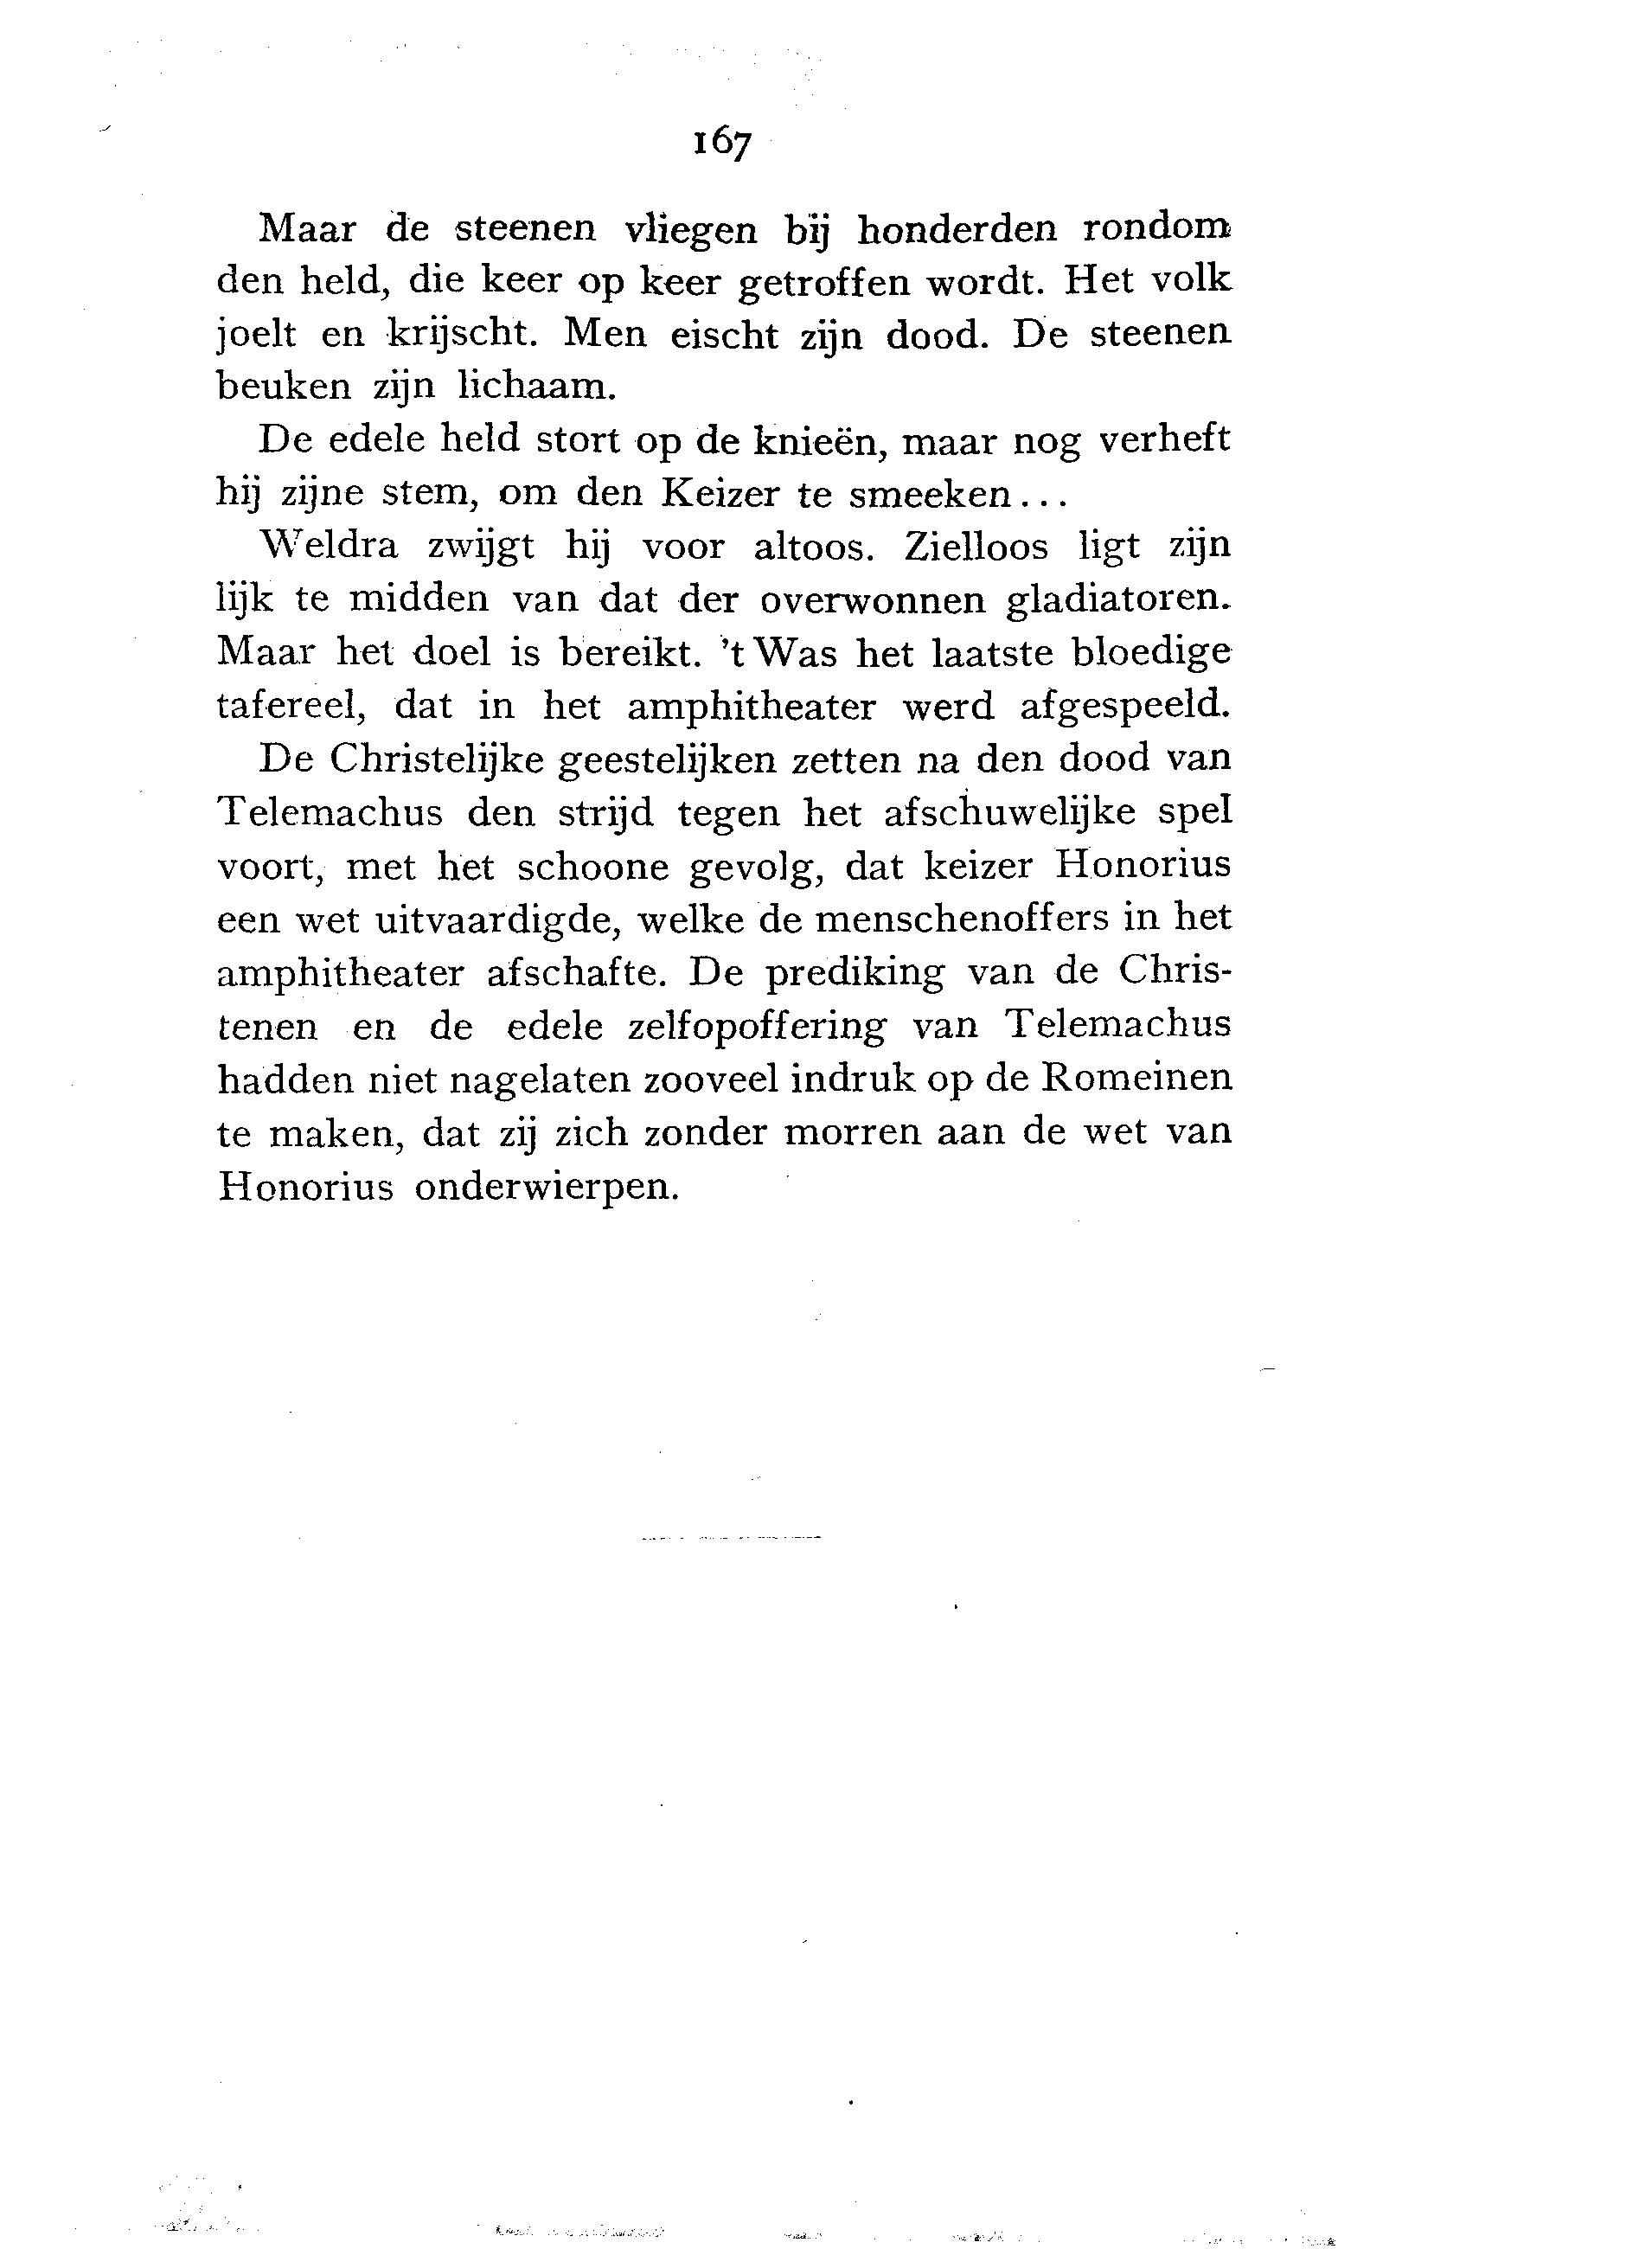 167
Maar de steenen vliegen bij honderden rondom
den held, die keer op keer getroffen wordt. Het volk
joelt en krijscht. Men eischt zijn dood. De steenen
beuken zijn lichaam.
De edele held stort op de knieën, maar nog verheft
hij zijne stem, om den Keizer te smeeken...
Weldra zwijgt hij voor altoos. Zielloos ligt zijn
lijk te midden van dat der overwonnen gladiatoren.
Maar het doel is bereikt. 't Was het laatste bloedige
tafereel, dat in het amphitheater werd afgespeeld.
De Christelijke geestelijken zetten na den dood van
Telemachus den strijd tegen het afschuwelijke spel
voort, met het schoone gevolg, dat keizer Honorius
een wet uitvaardigde, welke de menschenoffers in het
amphitheater afschafte. De prediking van de Chris-
tenen en de edele zelfopoffering van Telemachus
hadden niet nagelaten zooveel indruk op de Romeinen
te maken, dat zij zich zonder morren aan de wet van
Honorius onderwierpen.